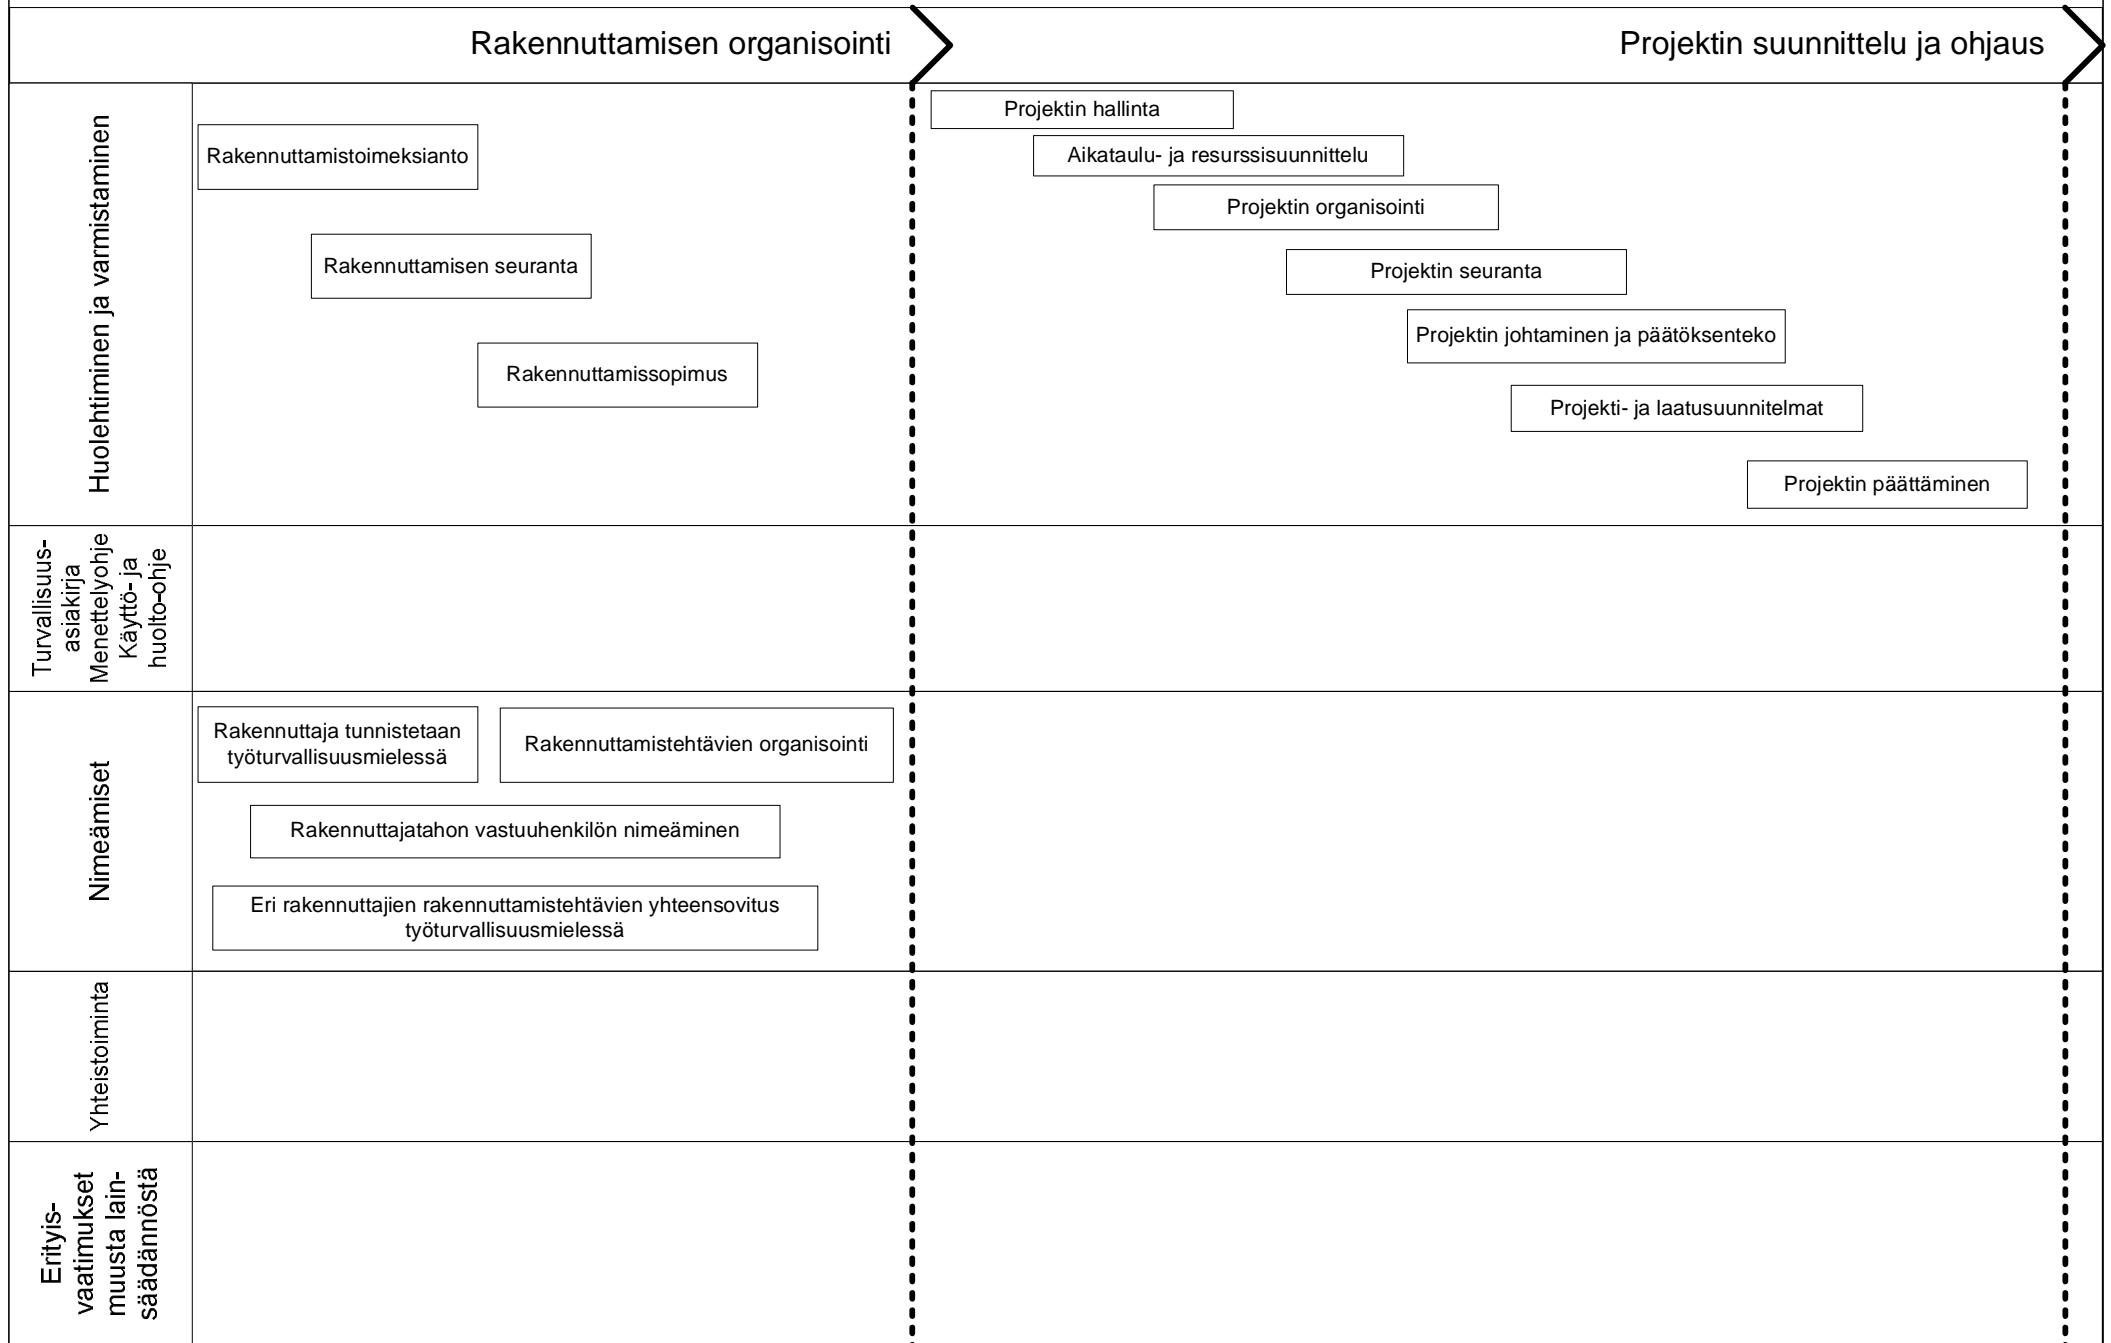 Rakennuttamisen organisointi
Projektin suunnittelu ja ohjaus
Huolehtiminen ja varmistaminen
Rakennuttamistoimeksianto
Rakennuttamisen seuranta
Rakennuttamissopimus
Projektin hallinta
Aikataulu- ja resurssisuunnittelu
Projektin organisointi
Projektin seuranta
Projektin johtaminen ja päätöksenteko
Projekti- ja laatusuunnitelmat
Projektin päättäminen
Turvallisuus-
asiakirja
Menettelyohje
Käyttö- ja
huolto-ohje
Nimeämiset
Rakennuttaja tunnistetaan
työturvallisuusmielessä
Rakennuttamistehtävien organisointi
Rakennuttajatahon vastuuhenkilön nimeäminen
Eri rakennuttajien rakennuttamistehtävien yhteensovitus
työturvallisuusmielessä
Yhteistoiminta
Erityis-
vaatimukset
muusta lain-
säädännöstä